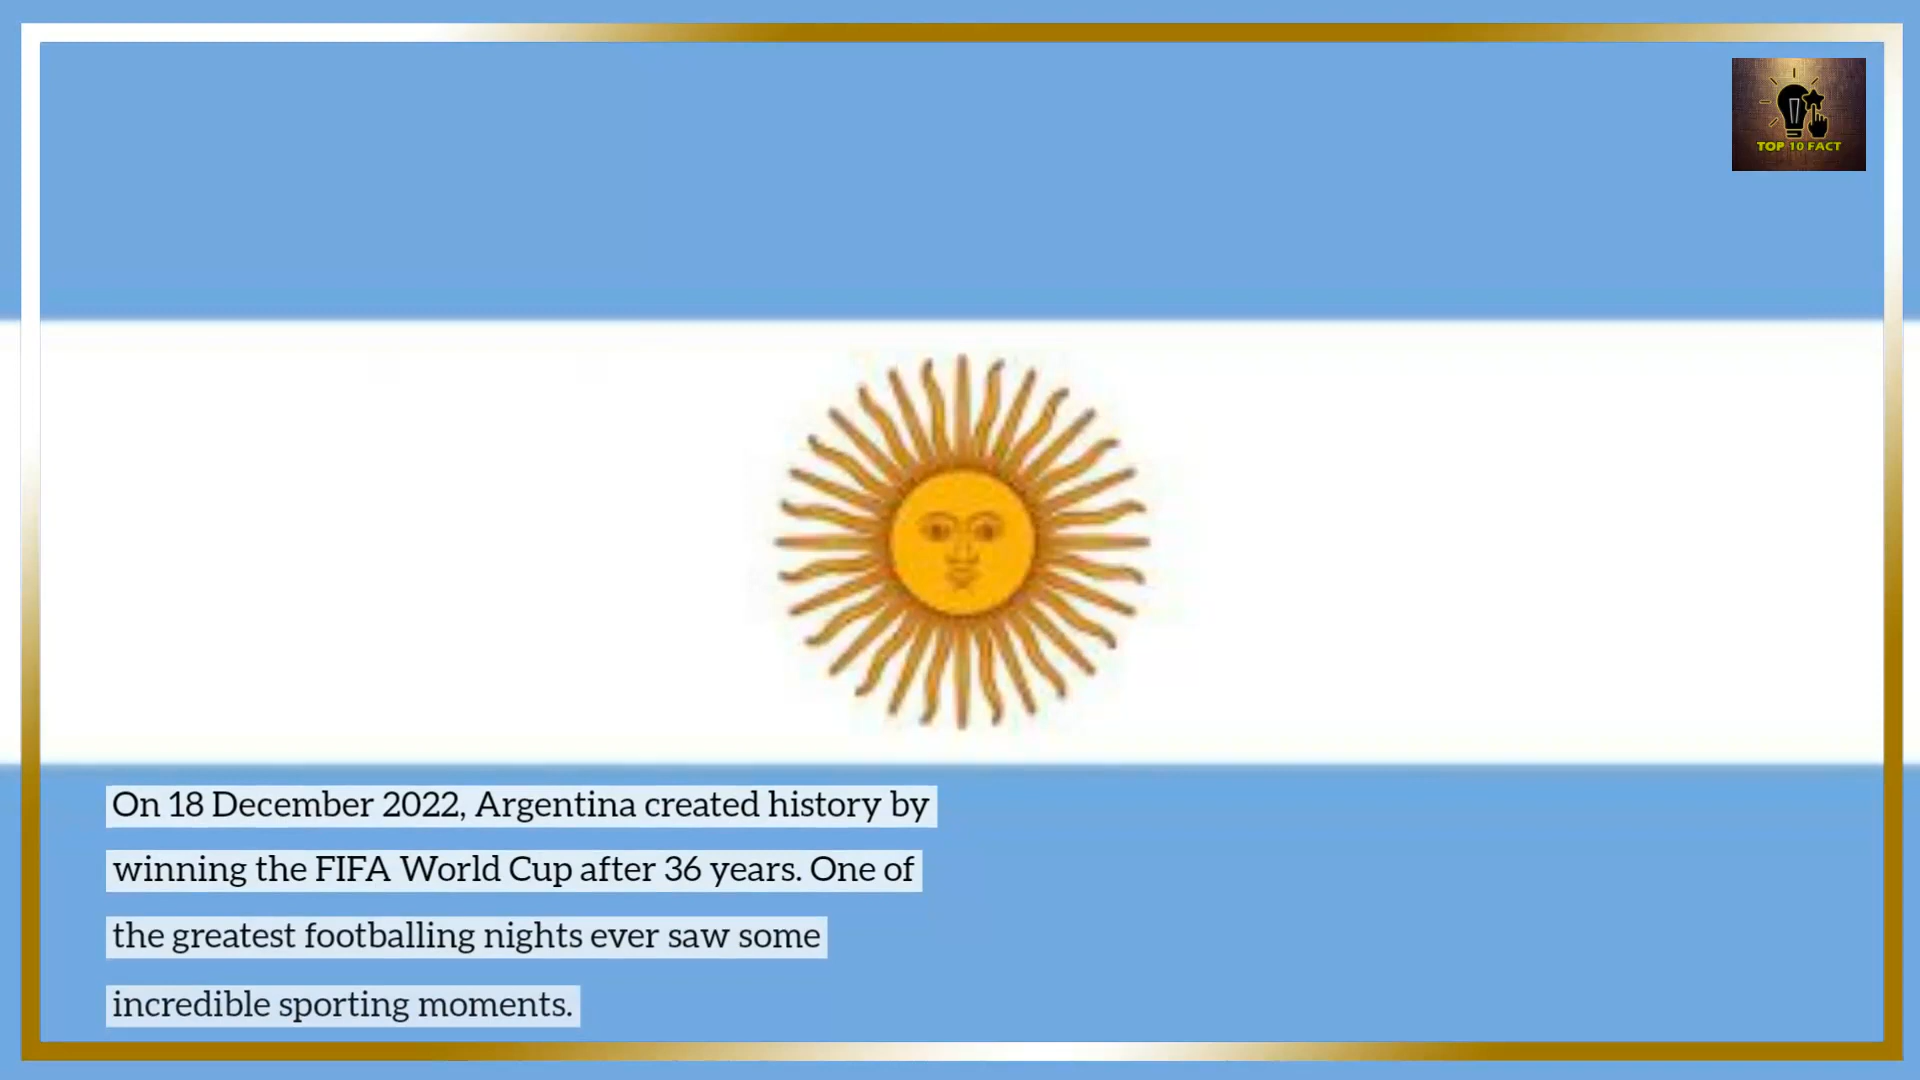 TOP 10 FACT
On 18 December 2022, Argentina created history by
winning the FIFA World Cup after 36 years. One of
the greatest footballing nights ever saw some
incredible sporting moments.